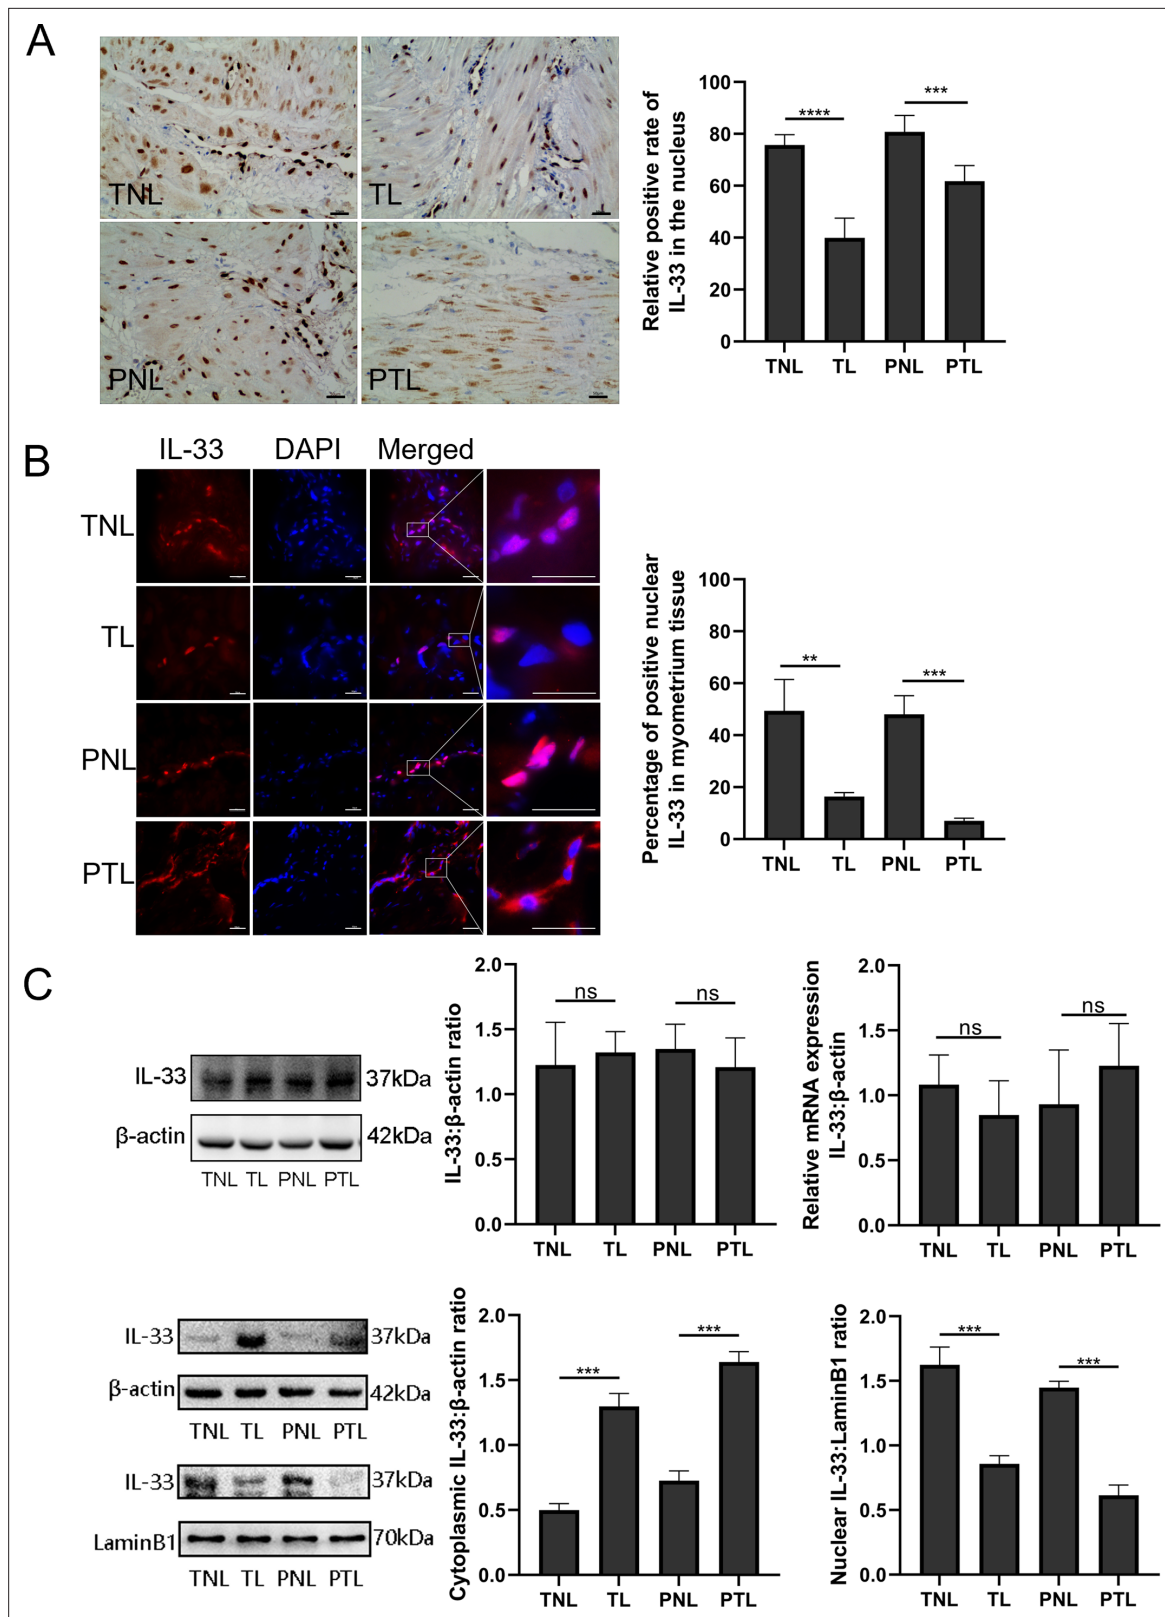 A
TNL
TL
PNL
PTL
Relative positive rate of
IL-33 in the nucleus
100
80
60
40
20
0
****
***
TNL TL PNL PTL
B
IL-33 DAPI Merged
TNL
TL
PNL
PTL
Percentage of positive nuclear
IL-33 in myometrium tissue
100
80
60
40
20
0
**
***
TNL TL PNL PTL
C
IL-33 37kDa
β-actin 42kDa
TNL TL PNL PTL
IL-33:β-actin ratio
2.0
1.5
1.0
0.5
0.0
ns
ns
TNL TL PNL PTL
Relative mRNA expression
IL-33:β-actin
2.0
1.5
1.0
0.5
0.0
ns
ns
TNL TL PNL PTL
IL-33 37kDa
β-actin 42kDa
TNL TL PNL PTL
IL-33 37kDa
LaminB1 70kDa
TNL TL PNL PTL
Cytoplasmic IL-33:β-actin ratio
2.0
1.5
1.0
0.5
0.0
***
***
TNL TL PNL PTL
Nuclear IL-33:LaminB1 ratio
2.0
1.5
1.0
0.5
0.0
***
***
TNL TL PNL PTL